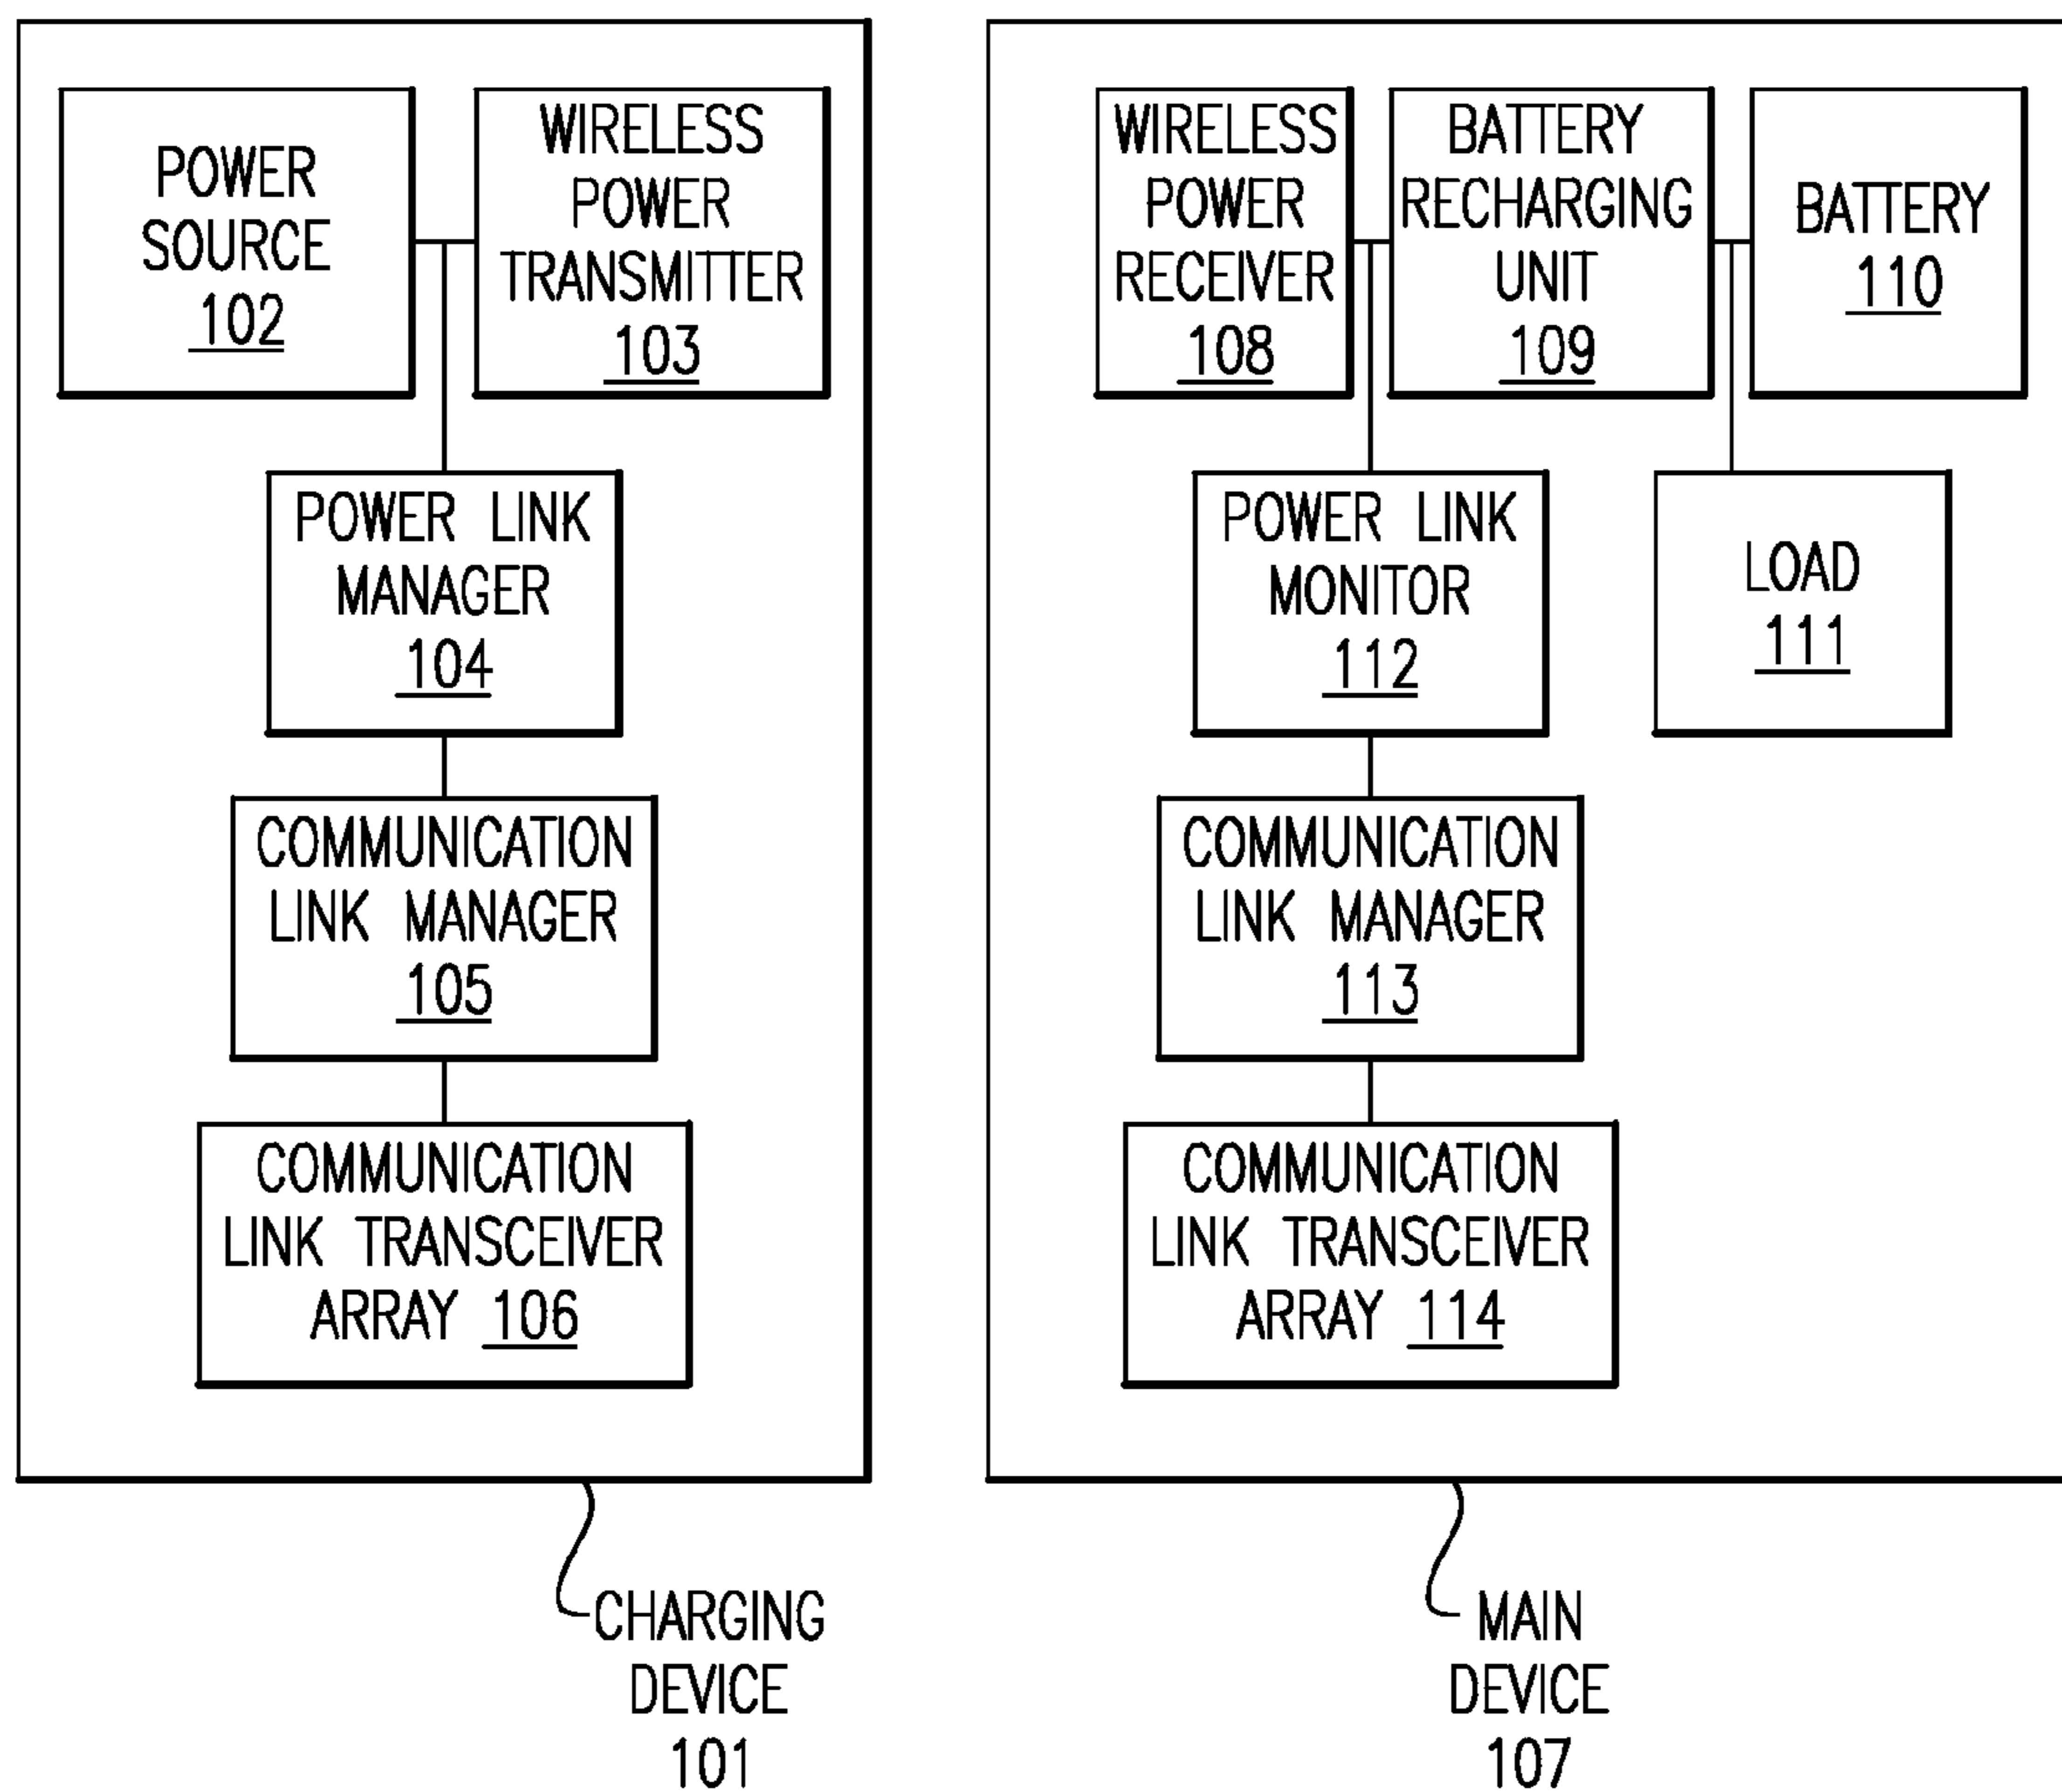 POWER
SOURCE
102
WIRELESS
POWER
TRANSMITTER
103
POWER LINK
MANAGER
104
COMMUNICATION
LINK MANAGER
105
COMMUNICATION
LINK TRANSCEIVER
ARRAY 106
CHARGING
DEVICE
101
WIRELESS
POWER
RECEIVER
108
BATTERY
RECHARGING
UNIT
109
BATTERY
110
POWER LINK
MONITOR
112
LOAD
111
COMMUNICATION
LINK MANAGER
113
COMMUNICATION
LINK TRANSCEIVER
ARRAY 114
MAIN
DEVICE
107